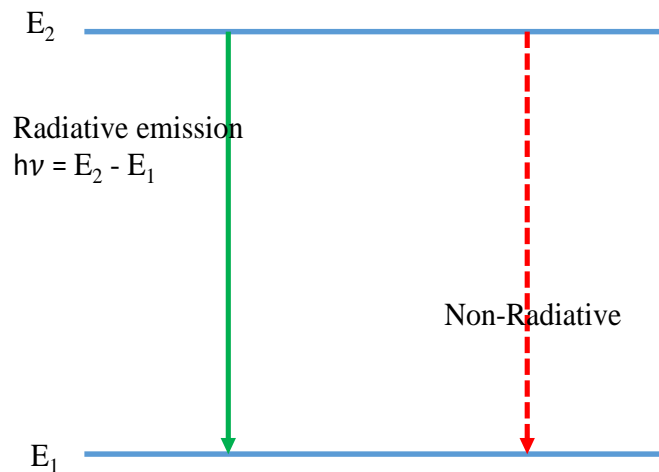 E₂
Radiative emission
hν = E₂ - E₁
Non-Radiative
E₁